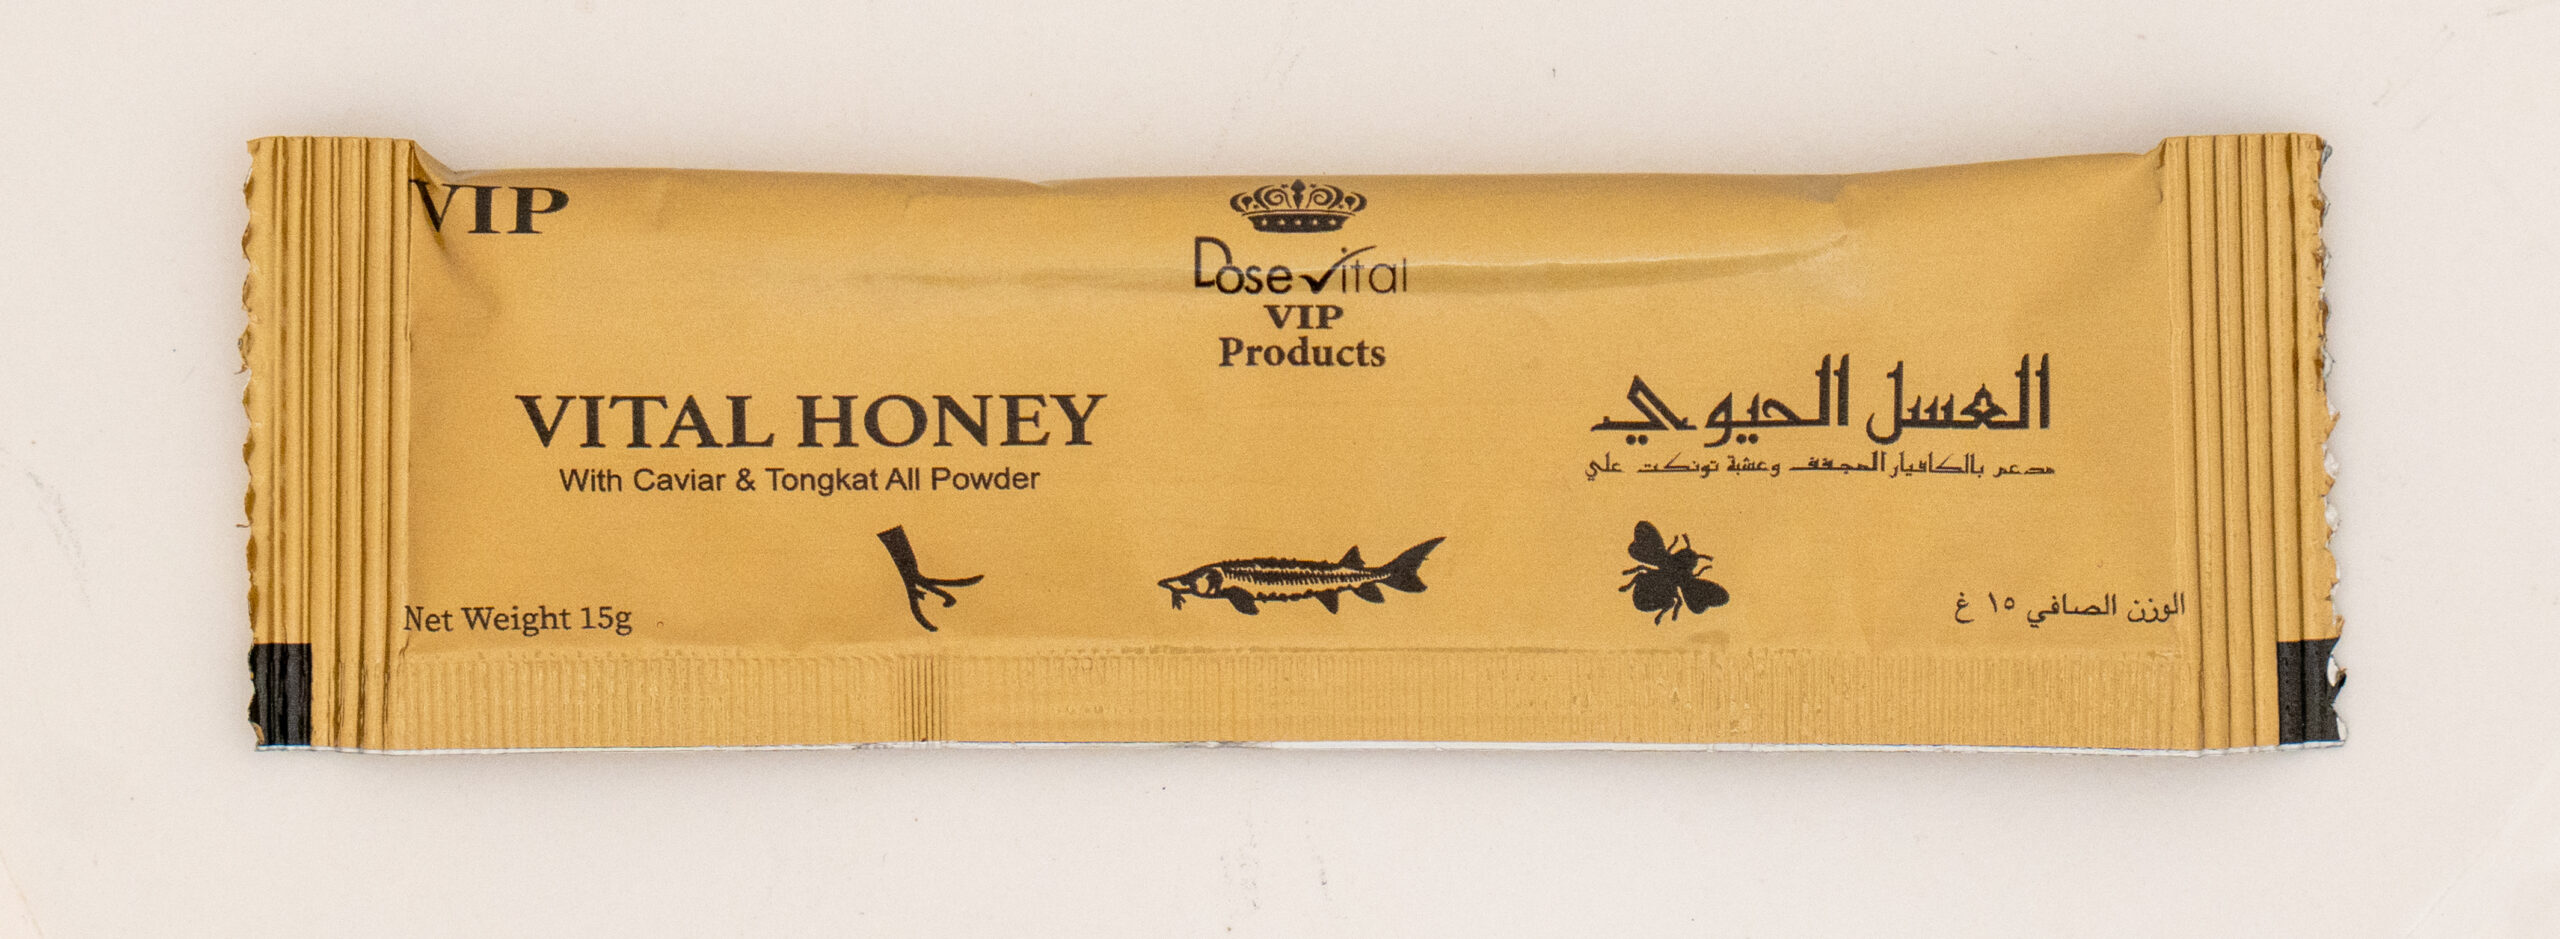 VIP
Dose Vital
VIP
Products
VITAL HONEY
With Caviar & Tongkat All Powder
العسل الحيوي
مدعم بالكافيار المجفف وعشبة تونكت علي
Net Weight 15g
الوزن الصافي ١٥ غ